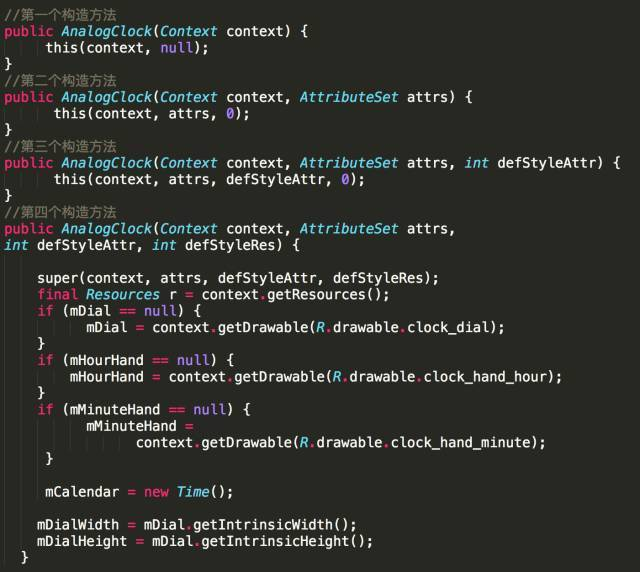 //第一个构造方法
public AnalogClock(Context context) {
     this(context, null);
}
//第二个构造方法
public AnalogClock(Context context, AttributeSet attrs) {
      this(context, attrs, 0);
}
//第三个构造方法
public AnalogClock(Context context, AttributeSet attrs, int defStyleAttr) {
      this(context, attrs, defStyleAttr, 0);
}
//第四个构造方法
public AnalogClock(Context context, AttributeSet attrs,
int defStyleAttr, int defStyleRes) {
    super(context, attrs, defStyleAttr, defStyleRes);
    final Resources r = context.getResources();
    if (mDial == null) {
          mDial = context.getDrawable(R.drawable.clock_dial);
    }
    if (mHourHand == null) {
        mHourHand = context.getDrawable(R.drawable.clock_hand_hour);
    }
    if (mMinuteHand == null) {
          mMinuteHand =
                context.getDrawable(R.drawable.clock_hand_minute);
     }
     mCalendar = new Time();
    mDialWidth = mDial.getIntrinsicWidth();
    mDialHeight = mDial.getIntrinsicHeight();
  }